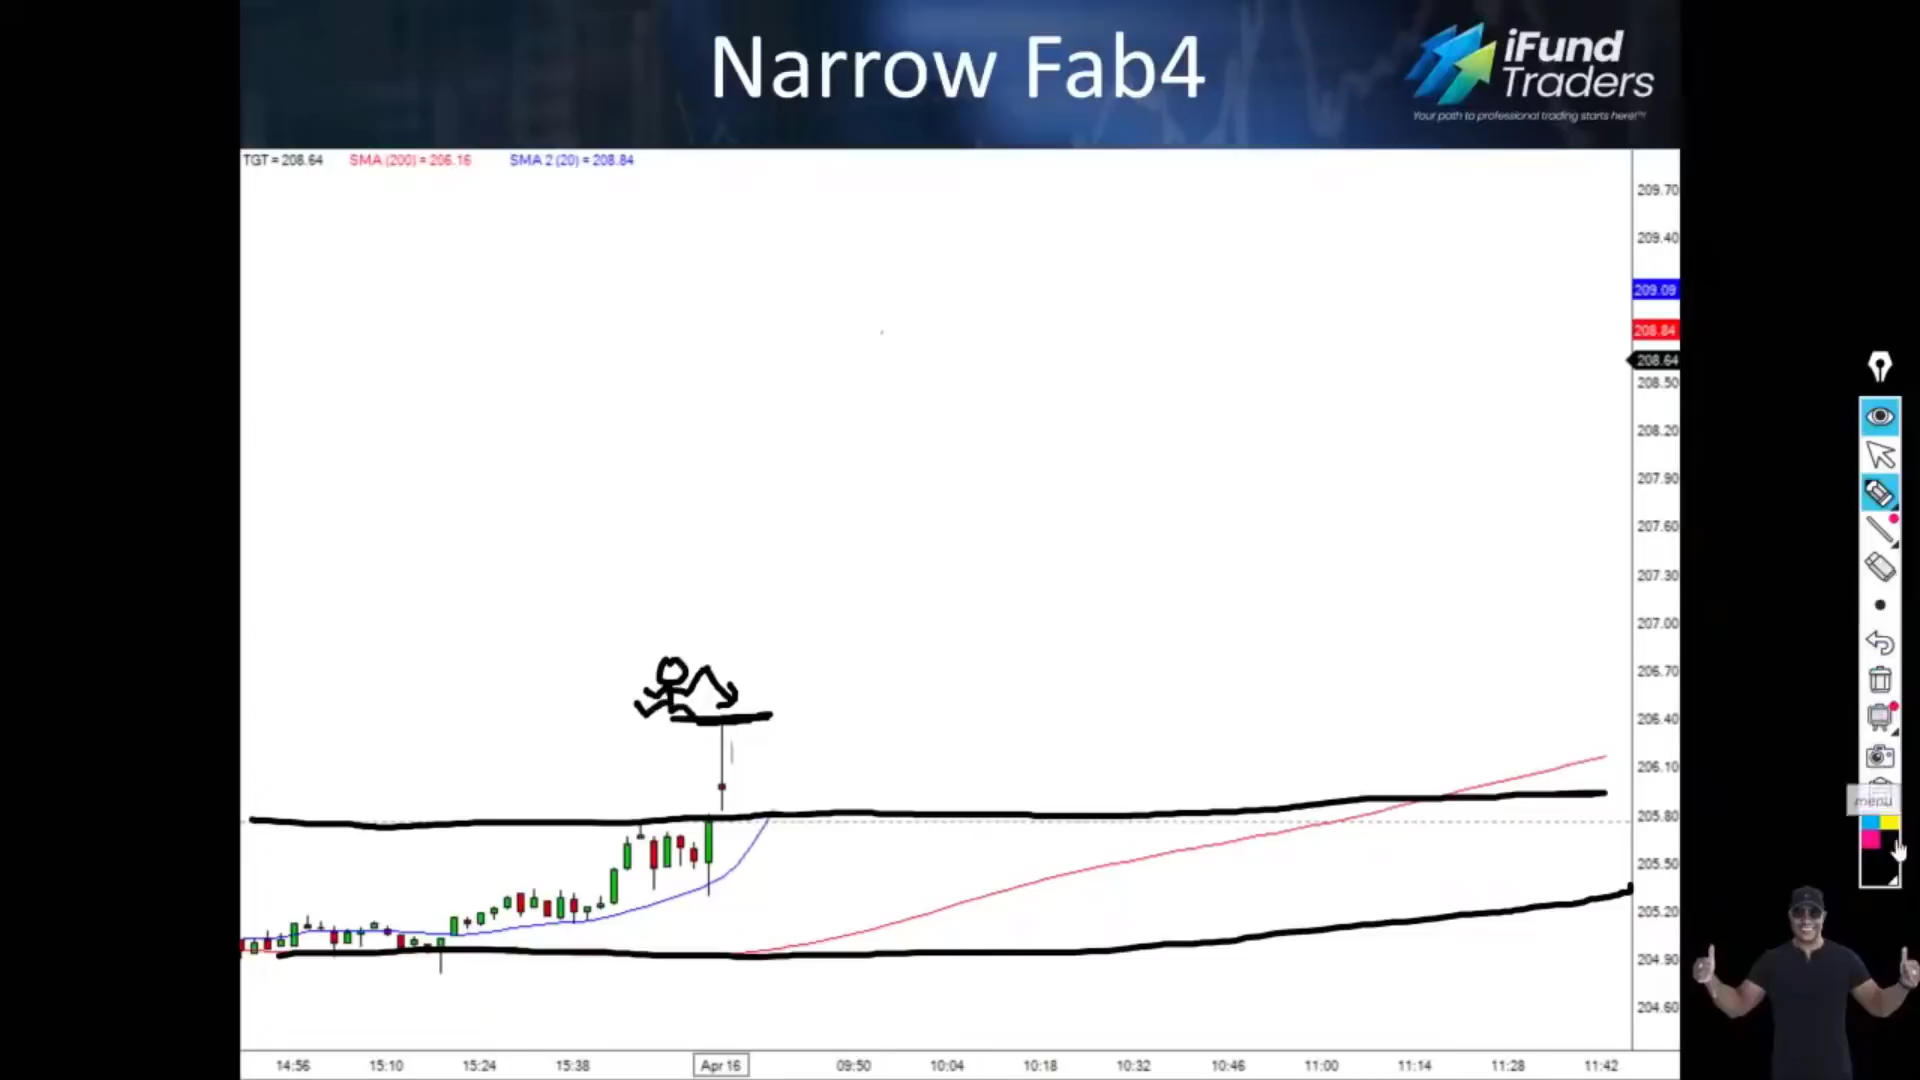 Narrow Fab4
iFund
Traders
Your path to professional trading starts here!™
TGT = 208.64 SMA (200) = 206.16 SMA 2 (20) = 208.84
209.70
209.40
209.09
208.84
208.64
208.50
208.20
207.90
207.60
207.30
207.00
206.70
206.40
206.10
205.80
205.50
205.20
204.90
204.60
menu
14:56 15:10 15:24 15:38 Apr 16 09:50 10:04 10:18 10:32 10:46 11:00 11:14 11:28 11:42